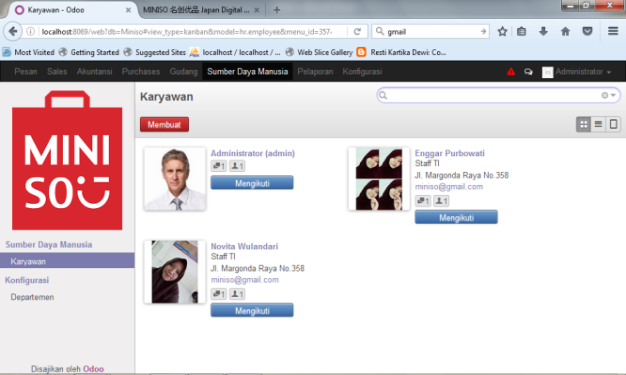 Karyawan - Odoo
MINISO 名创优品 Japan Digital ...
localhost:8069/web?db=Miniso#view_type=kanban&model=hr.employee&menu_id=357
gmail
Most Visited Getting Started Suggested Sites localhost / localhost / ... Web Slice Gallery Resti Kartika Dewi: Co...
Pesan Sales Akuntansi Purchases Gudang Sumber Daya Manusia Pelaporan Konfigurasi Administrator
MINI
SO
Karyawan
Membuat
Administrator (admin)
1 1
Mengikuti
Enggar Purbowati
Staff TI
Jl. Margonda Raya No.358
miniso@gmail.com
1 1
Mengikuti
Novita Wulandari
Staff TI
Jl. Margonda Raya No.358
miniso@gmail.com
1 1
Mengikuti
Sumber Daya Manusia
Karyawan
Konfigurasi
Departemen
Disajikan oleh Odoo